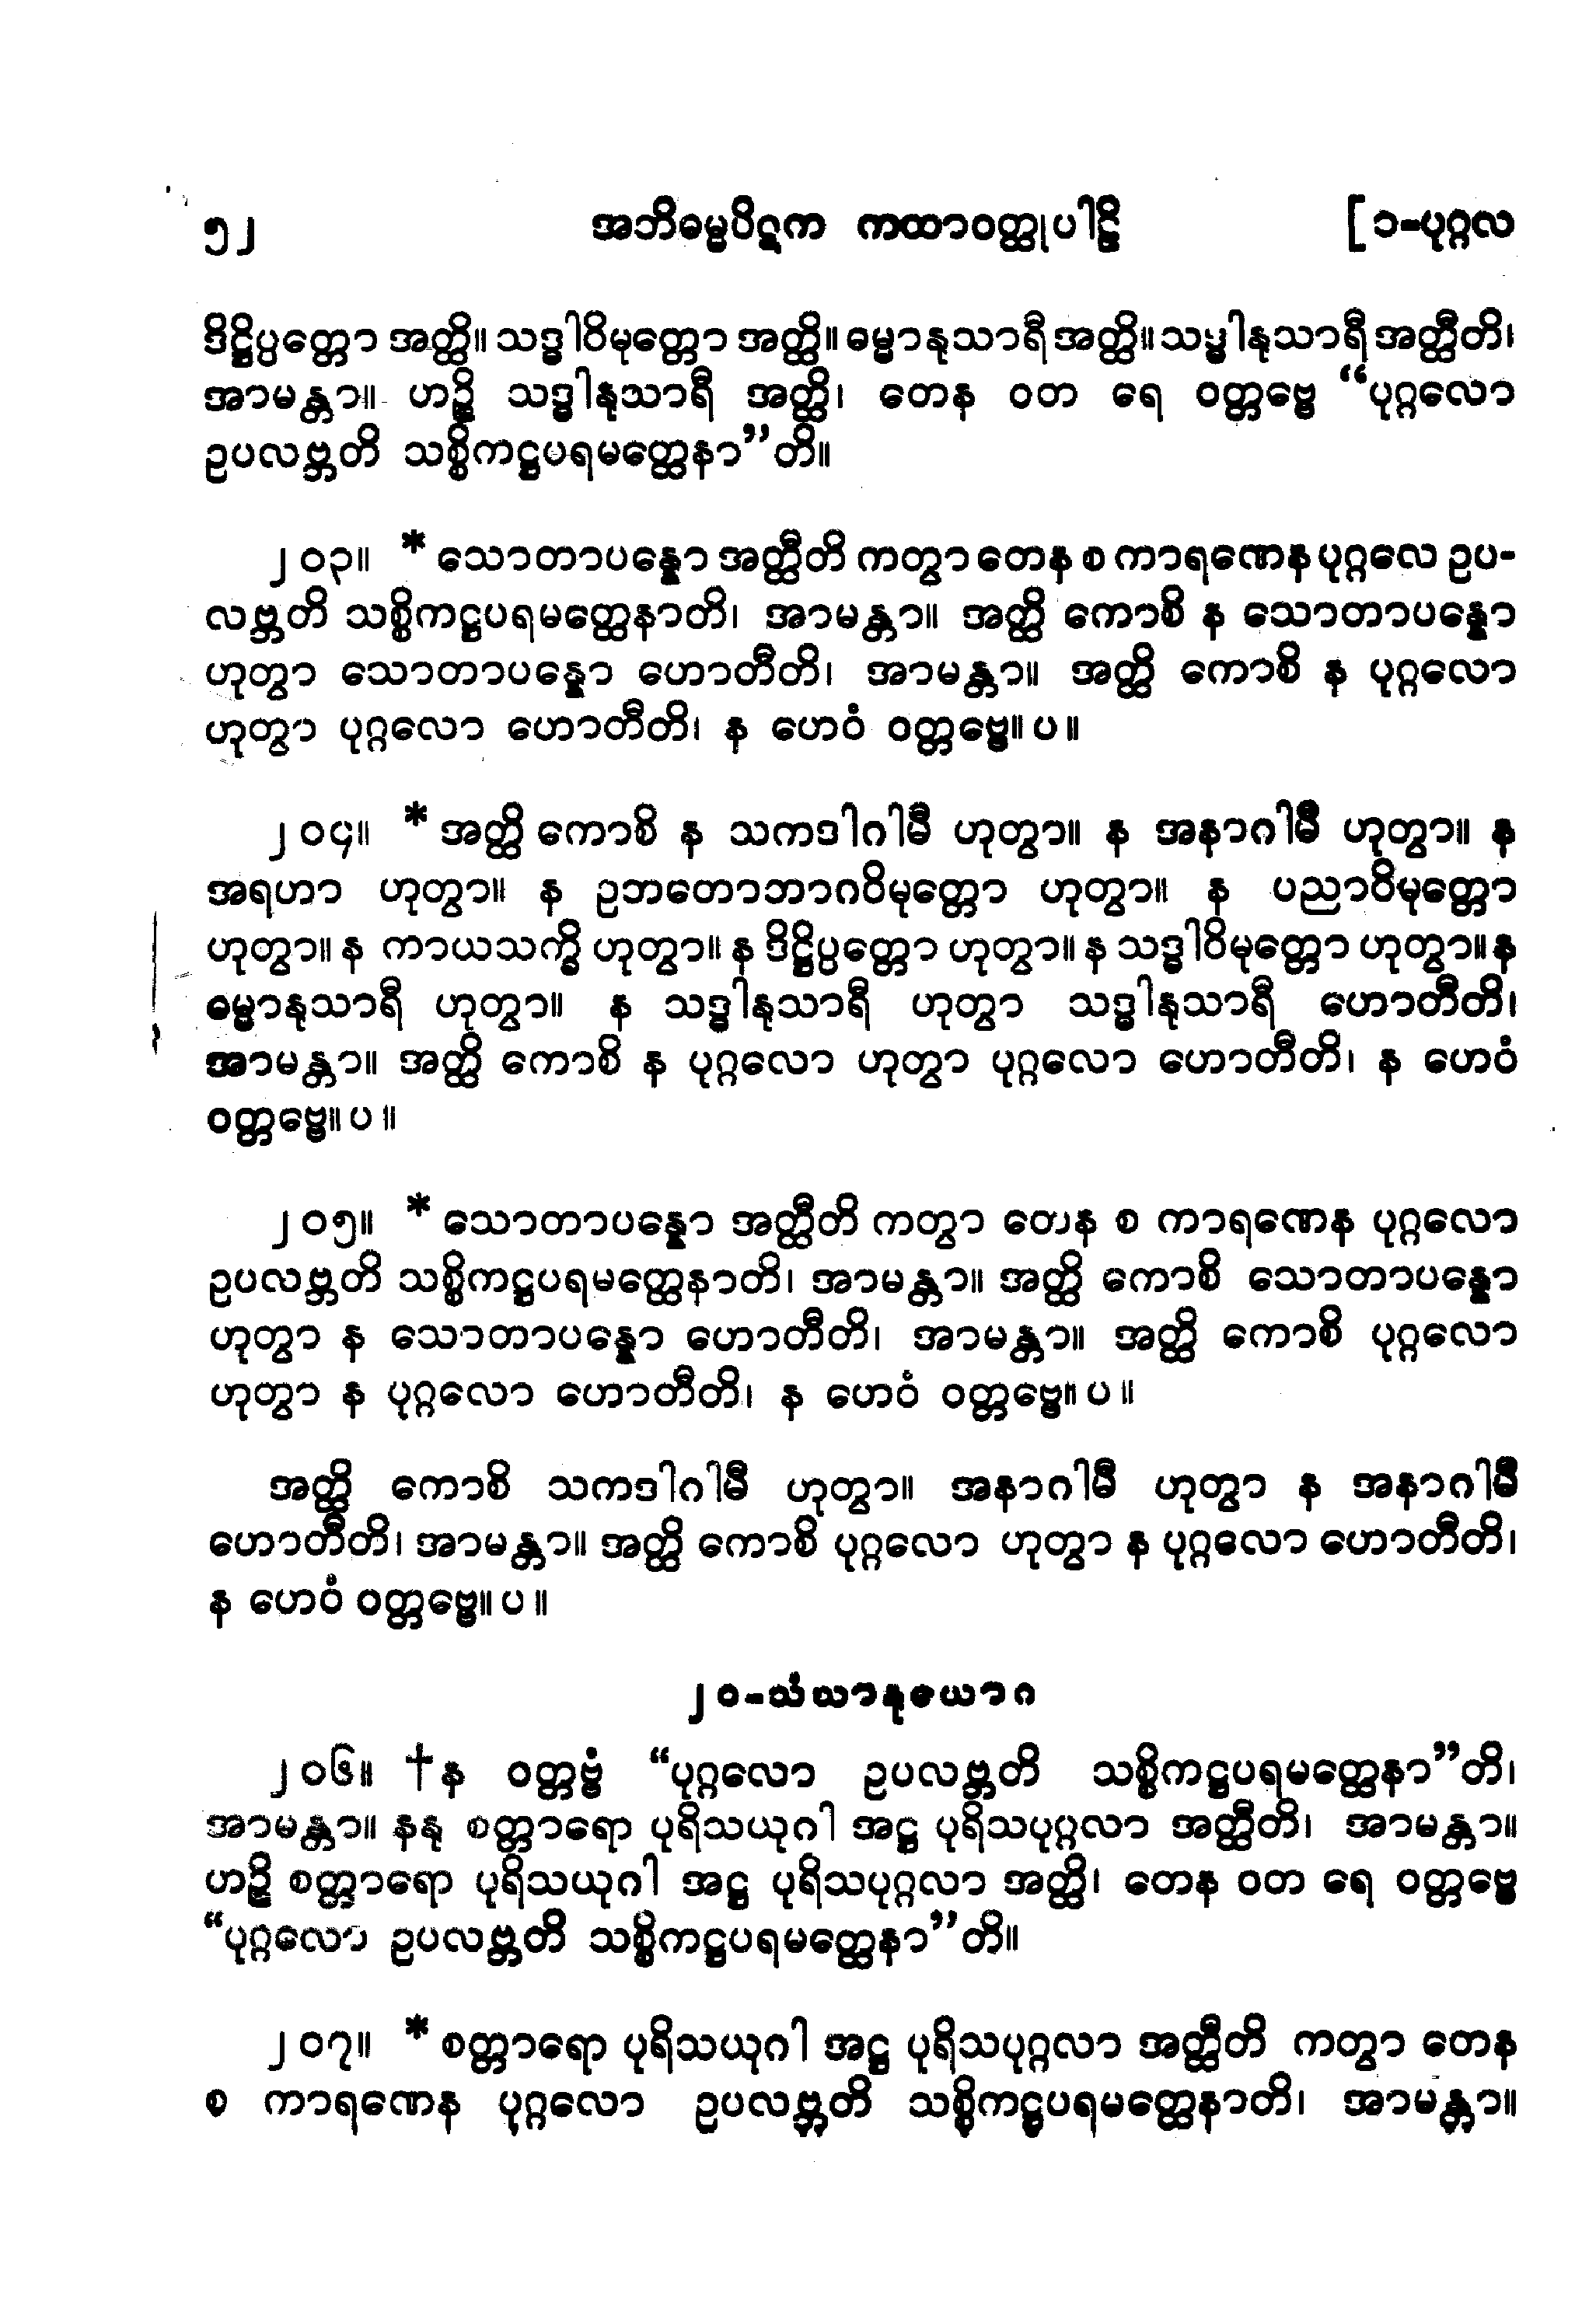 ၅၂ အဘိဓမ္မပိဋက ကထာဝတ္ထုပါဠိ [၁-ပုဂ္ဂလ
ဒိဋ္ဌိပ္ပတ္တော အတ္ထိ။ သဒ္ဓါဝိမုတ္တော အတ္ထိ။ ဓမ္မာနုသာရီ အတ္ထိ။ သဒ္ဓါနုသာရီ အတ္ထီတိ၊
အာမန္တာ။ ဟဉ္စိ သဒ္ဓါနုသာရီ အတ္ထိ၊ တေန ဝတ ရေ ဝတ္တဗ္ဗေ “ပုဂ္ဂလော
ဥပလဗ္ဘတိ သစ္စိကဋ္ဌပရမတ္ထေနာ”တိ။
၂၀၃။ * သောတာပန္နော အတ္ထီတိ ကတွာ တေန စ ကာရဏေန ပုဂ္ဂလေ ဥပ-
လဗ္ဘတိ သစ္စိကဋ္ဌပရမတ္ထေနာတိ၊ အာမန္တာ။ အတ္ထိ ကောစိ န သောတာပန္နော
ဟုတွာ သောတာပန္နော ဟောတီတိ၊ အာမန္တာ။ အတ္ထိ ကောစိ န ပုဂ္ဂလော
ဟုတွာ ပုဂ္ဂလော ဟောတီတိ၊ န ဟေဝံ ဝတ္တဗ္ဗေ။ ပ ။
၂၀၄။ * အတ္ထိ ကောစိ န သကဒါဂါမီ ဟုတွာ။ န အနာဂါမီ ဟုတွာ။ န
အရဟာ ဟုတွာ။ န ဥဘတောဘာဂဝိမုတ္တော ဟုတွာ။ န ပညာဝိမုတ္တော
ဟုတွာ။ န ကာယသက္ခိ ဟုတွာ။ န ဒိဋ္ဌိပ္ပတ္တော ဟုတွာ။ န သဒ္ဓါဝိမုတ္တော ဟုတွာ။ န
ဓမ္မာနုသာရီ ဟုတွာ။ န သဒ္ဓါနုသာရီ ဟုတွာ သဒ္ဓါနုသာရီ ဟောတီတိ၊
အာမန္တာ။ အတ္ထိ ကောစိ န ပုဂ္ဂလော ဟုတွာ ပုဂ္ဂလော ဟောတီတိ၊ န ဟေဝံ
ဝတ္တဗ္ဗေ။ ပ ။
၂၀၅။ * သောတာပန္နော အတ္ထီတိ ကတွာ တေန စ ကာရဏေန ပုဂ္ဂလော
ဥပလဗ္ဘတိ သစ္စိကဋ္ဌပရမတ္ထေနာတိ၊ အာမန္တာ။ အတ္ထိ ကောစိ သောတာပန္နော
ဟုတွာ န သောတာပန္နော ဟောတီတိ၊ အာမန္တာ။ အတ္ထိ ကောစိ ပုဂ္ဂလော
ဟုတွာ န ပုဂ္ဂလော ဟောတီတိ၊ န ဟေဝံ ဝတ္တဗ္ဗေ။ ပ ။
အတ္ထိ ကောစိ သကဒါဂါမီ ဟုတွာ။ အနာဂါမီ ဟုတွာ န အနာဂါမီ
ဟောတီတိ၊ အာမန္တာ။ အတ္ထိ ကောစိ ပုဂ္ဂလော ဟုတွာ န ပုဂ္ဂလော ဟောတီတိ၊
န ဟေဝံ ဝတ္တဗ္ဗေ။ ပ ။
၂၀-သံဃာနုယောဂ
၂၀၆။ † န ဝတ္တဗ္ဗံ “ပုဂ္ဂလော ဥပလဗ္ဘတိ သစ္စိကဋ္ဌပရမတ္ထေနာ”တိ၊
အာမန္တာ။ နနု စတ္တာရော ပုရိသယုဂါ အဋ္ဌ ပုရိသပုဂ္ဂလာ အတ္ထီတိ၊ အာမန္တာ။
ဟဉ္စိ စတ္တာရော ပုရိသယုဂါ အဋ္ဌ ပုရိသပုဂ္ဂလာ အတ္ထိ၊ တေန ဝတ ရေ ဝတ္တဗ္ဗေ
“ပုဂ္ဂလော ဥပလဗ္ဘတိ သစ္စိကဋ္ဌပရမတ္ထေနာ”တိ။
၂၀၇။ * စတ္တာရော ပုရိသယုဂါ အဋ္ဌ ပုရိသပုဂ္ဂလာ အတ္ထီတိ ကတွာ တေန
စ ကာရဏေန ပုဂ္ဂလော ဥပလဗ္ဘတိ သစ္စိကဋ္ဌပရမတ္ထေနာတိ၊ အာမန္တာ။